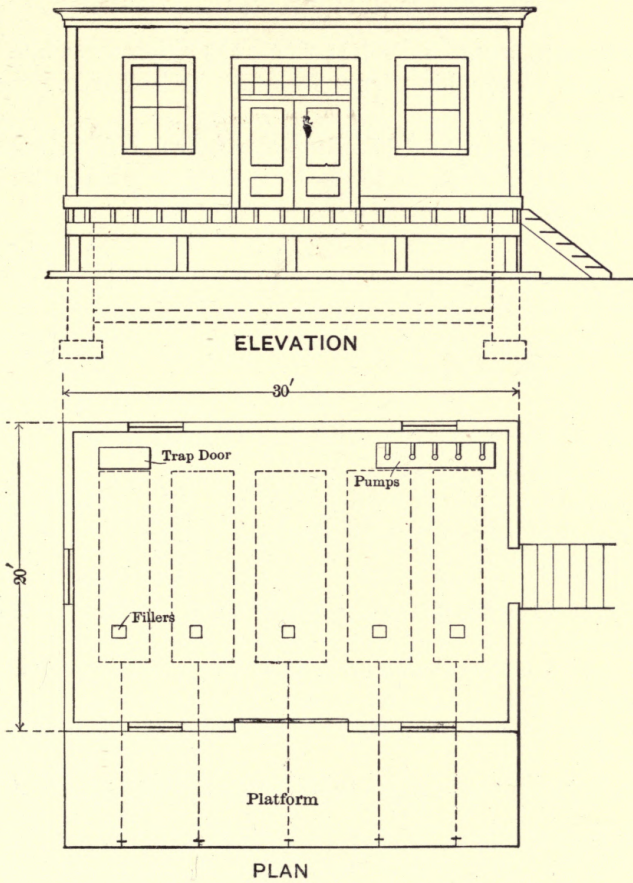 ELEVATION
30'
Trap Door
Pumps
20'
Fillers
Platform
PLAN